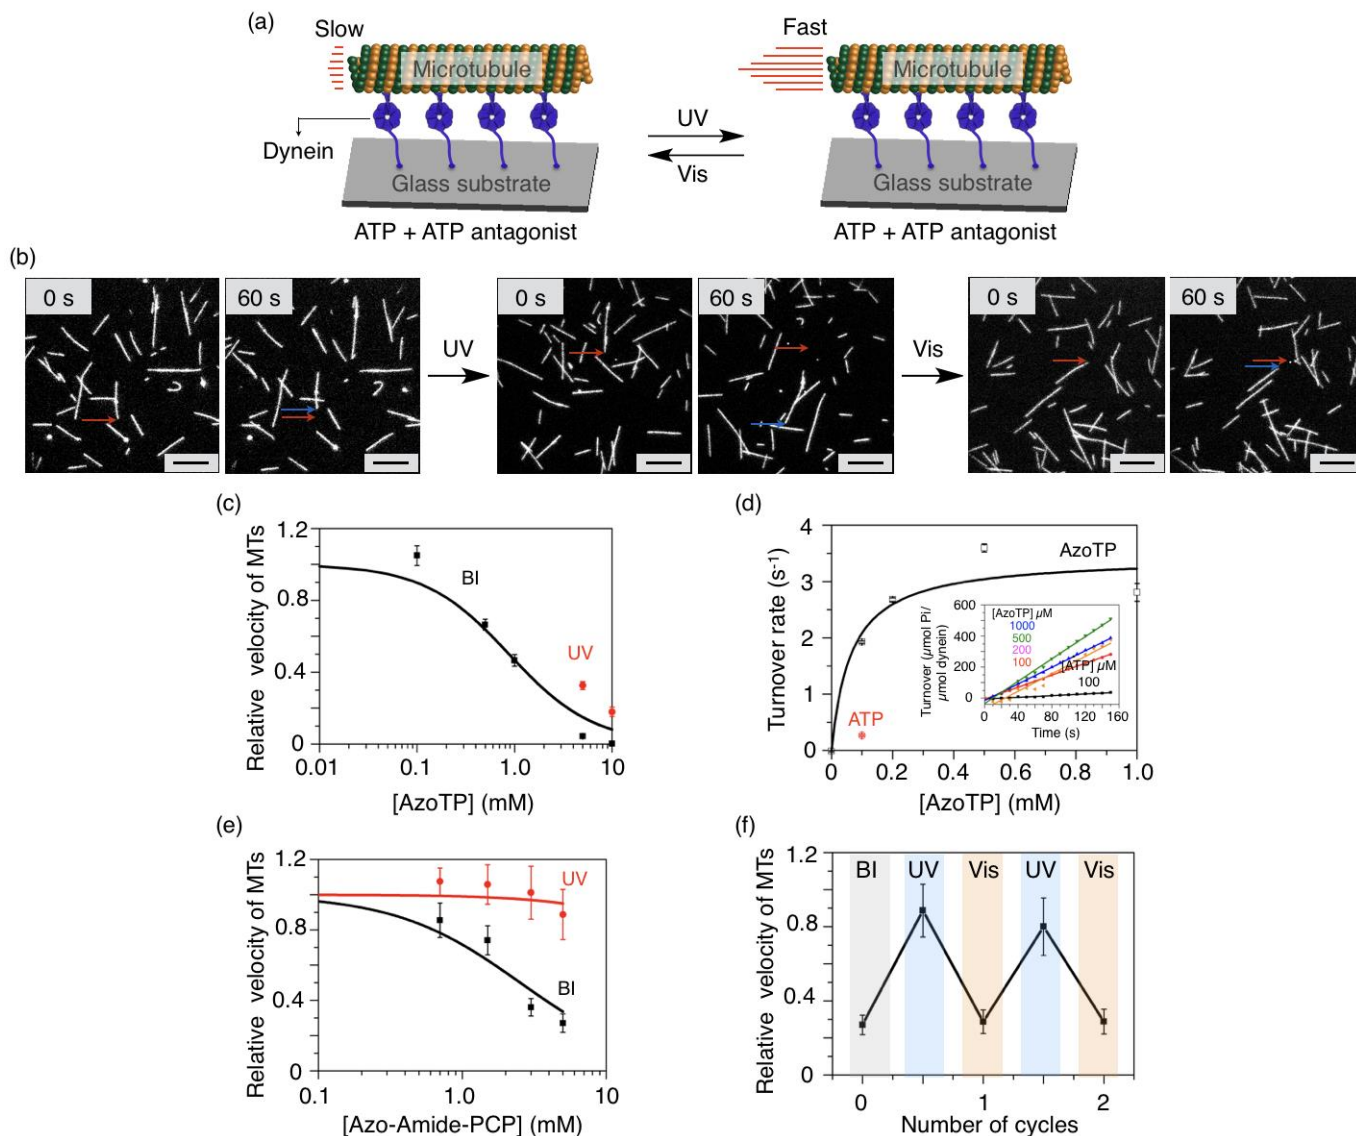 (a)
Slow
Fast
Microtubule
Microtubule
Dynein
UV
Vis
Glass substrate
Glass substrate
ATP + ATP antagonist
ATP + ATP antagonist
(b)
0 s
60 s
UV
0 s
60 s
Vis
0 s
60 s
(c)
Relative velocity of MTs
1.2
0.8
0.4
0
BI
UV
0.01
0.1
1.0
10
[AzoTP] (mM)
(d)
Turnover rate (s⁻¹)
4
3
2
1
0
AzoTP
ATP
Turnover (µmol Pi/
µmol dynein)
600
400
200
0
[AzoTP] µM
1000
500
200
100
[ATP] µM
100
0
40
80
120
160
Time (s)
0
0.2
0.4
0.6
0.8
1.0
[AzoTP] (mM)
(e)
Relative velocity of MTs
1.2
0.8
0.4
0
UV
BI
0.1
1.0
10
[Azo-Amide-PCP] (mM)
(f)
Relative velocity of MTs
1.2
0.8
0.4
0
BI
UV
Vis
UV
Vis
0
1
2
Number of cycles